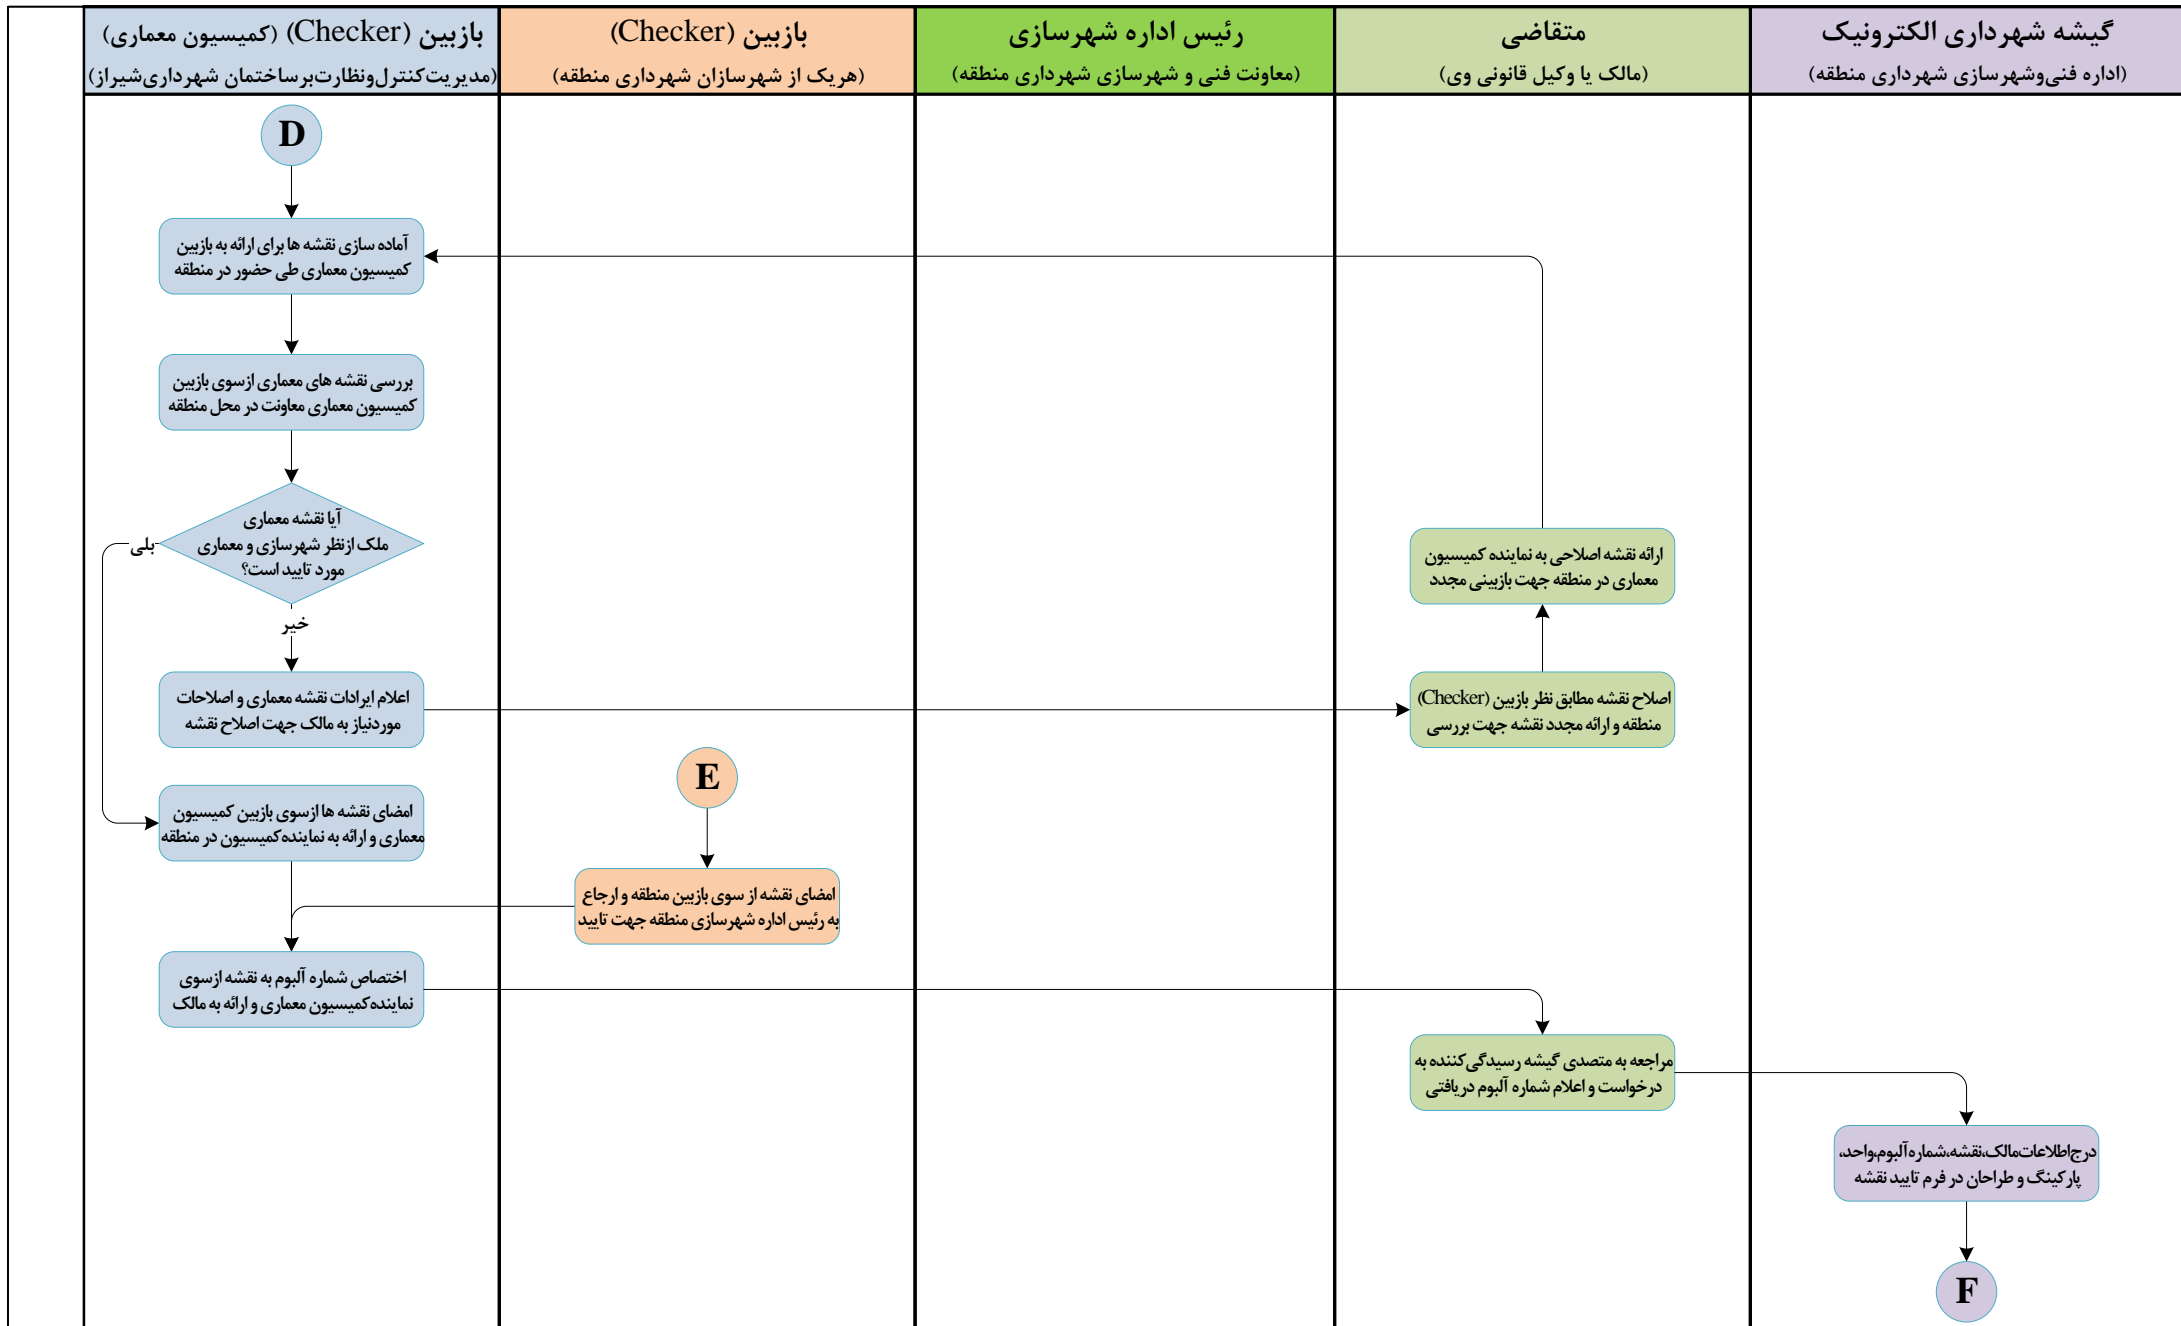 گیشه شهرداری الکترونیک
(اداره فنی‌وشهرسازی شهرداری منطقه)
متقاضی
(مالک یا وکیل قانونی وی)
رئیس اداره شهرسازی
(معاونت فنی و شهرسازی شهرداری منطقه)
بازبین (Checker)
(هریک از شهرسازان شهرداری منطقه)
بازبین (Checker) (کمیسیون معماری)
(مدیریت‌کنترل‌ونظارت‌برساختمان شهرداری‌شیراز)
D
آماده سازی نقشه ها برای ارائه به بازبین
کمیسیون معماری طی حضور در منطقه
بررسی نقشه های معماری ازسوی بازبین
کمیسیون معماری معاونت در محل منطقه
آیا نقشه معماری
ملک ازنظر شهرسازی و معماری
مورد تایید است؟
بلی
خیر
ارائه نقشه اصلاحی به نماینده کمیسیون
معماری در منطقه جهت بازبینی مجدد
اعلام ایرادات نقشه معماری و اصلاحات
موردنیاز به مالک جهت اصلاح نقشه
اصلاح نقشه مطابق نظر بازبین (Checker)
منطقه و ارائه مجدد نقشه جهت بررسی
E
امضای نقشه ها ازسوی بازبین کمیسیون
معماری و ارائه به نماینده‌کمیسیون در منطقه
امضای نقشه از سوی بازبین منطقه و ارجاع
به رئیس اداره شهرسازی منطقه جهت تایید
اختصاص شماره آلبوم به نقشه ازسوی
نماینده‌کمیسیون معماری و ارائه به مالک
مراجعه به متصدی گیشه رسیدگی‌کننده به
درخواست و اعلام شماره آلبوم دریافتی
درج‌اطلاعات‌مالک،نقشه،شماره‌آلبوم،واحد،
پارکینگ و طراحان در فرم تایید نقشه
F